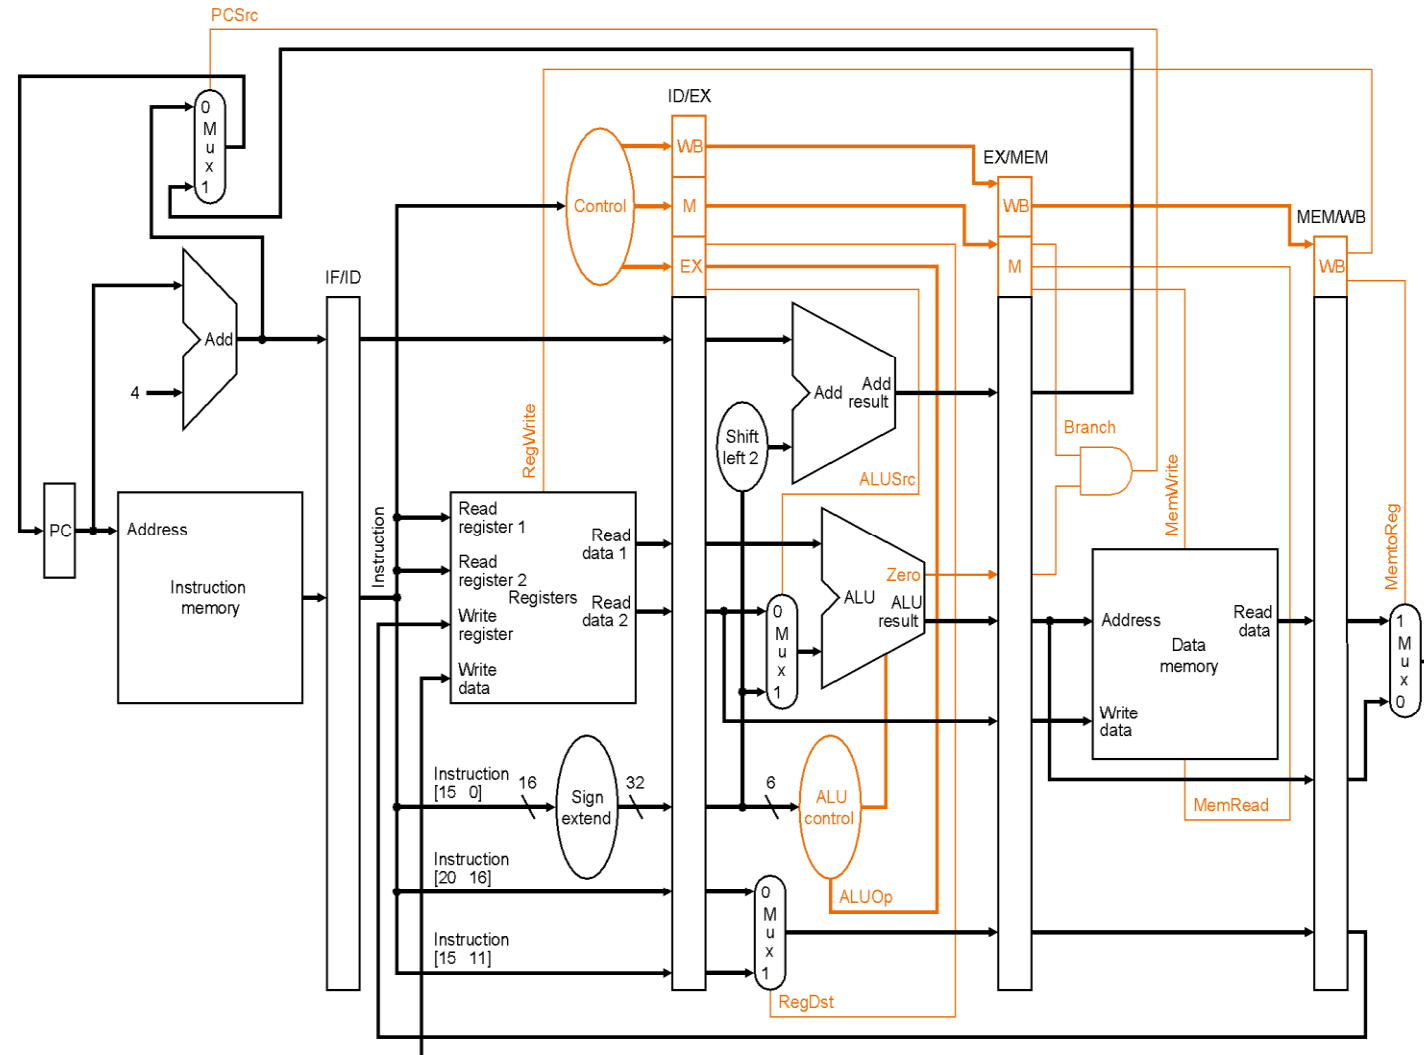 PCSrc
0
M
u
x
1
ID/EX
WB
Control
M
EX
EX/MEM
WB
M
MEM/WB
WB
IF/ID
Add
4
Add
Add
result
Shift
left 2
RegWrite
Branch
ALUSrc
MemWrite
MemtoReg
PC
Address
Instruction
memory
Instruction
Read
register 1
Read
register 2
Write
register
Write
data
Registers
Read
data 1
Read
data 2
0
M
u
x
1
ALU
Zero
ALU
result
Address
Write
data
Data
memory
Read
data
1
M
u
x
0
Instruction
[15 0]
16
Sign
extend
32
6
ALU
control
MemRead
Instruction
[20 16]
ALUOp
0
M
u
x
1
Instruction
[15 11]
RegDst